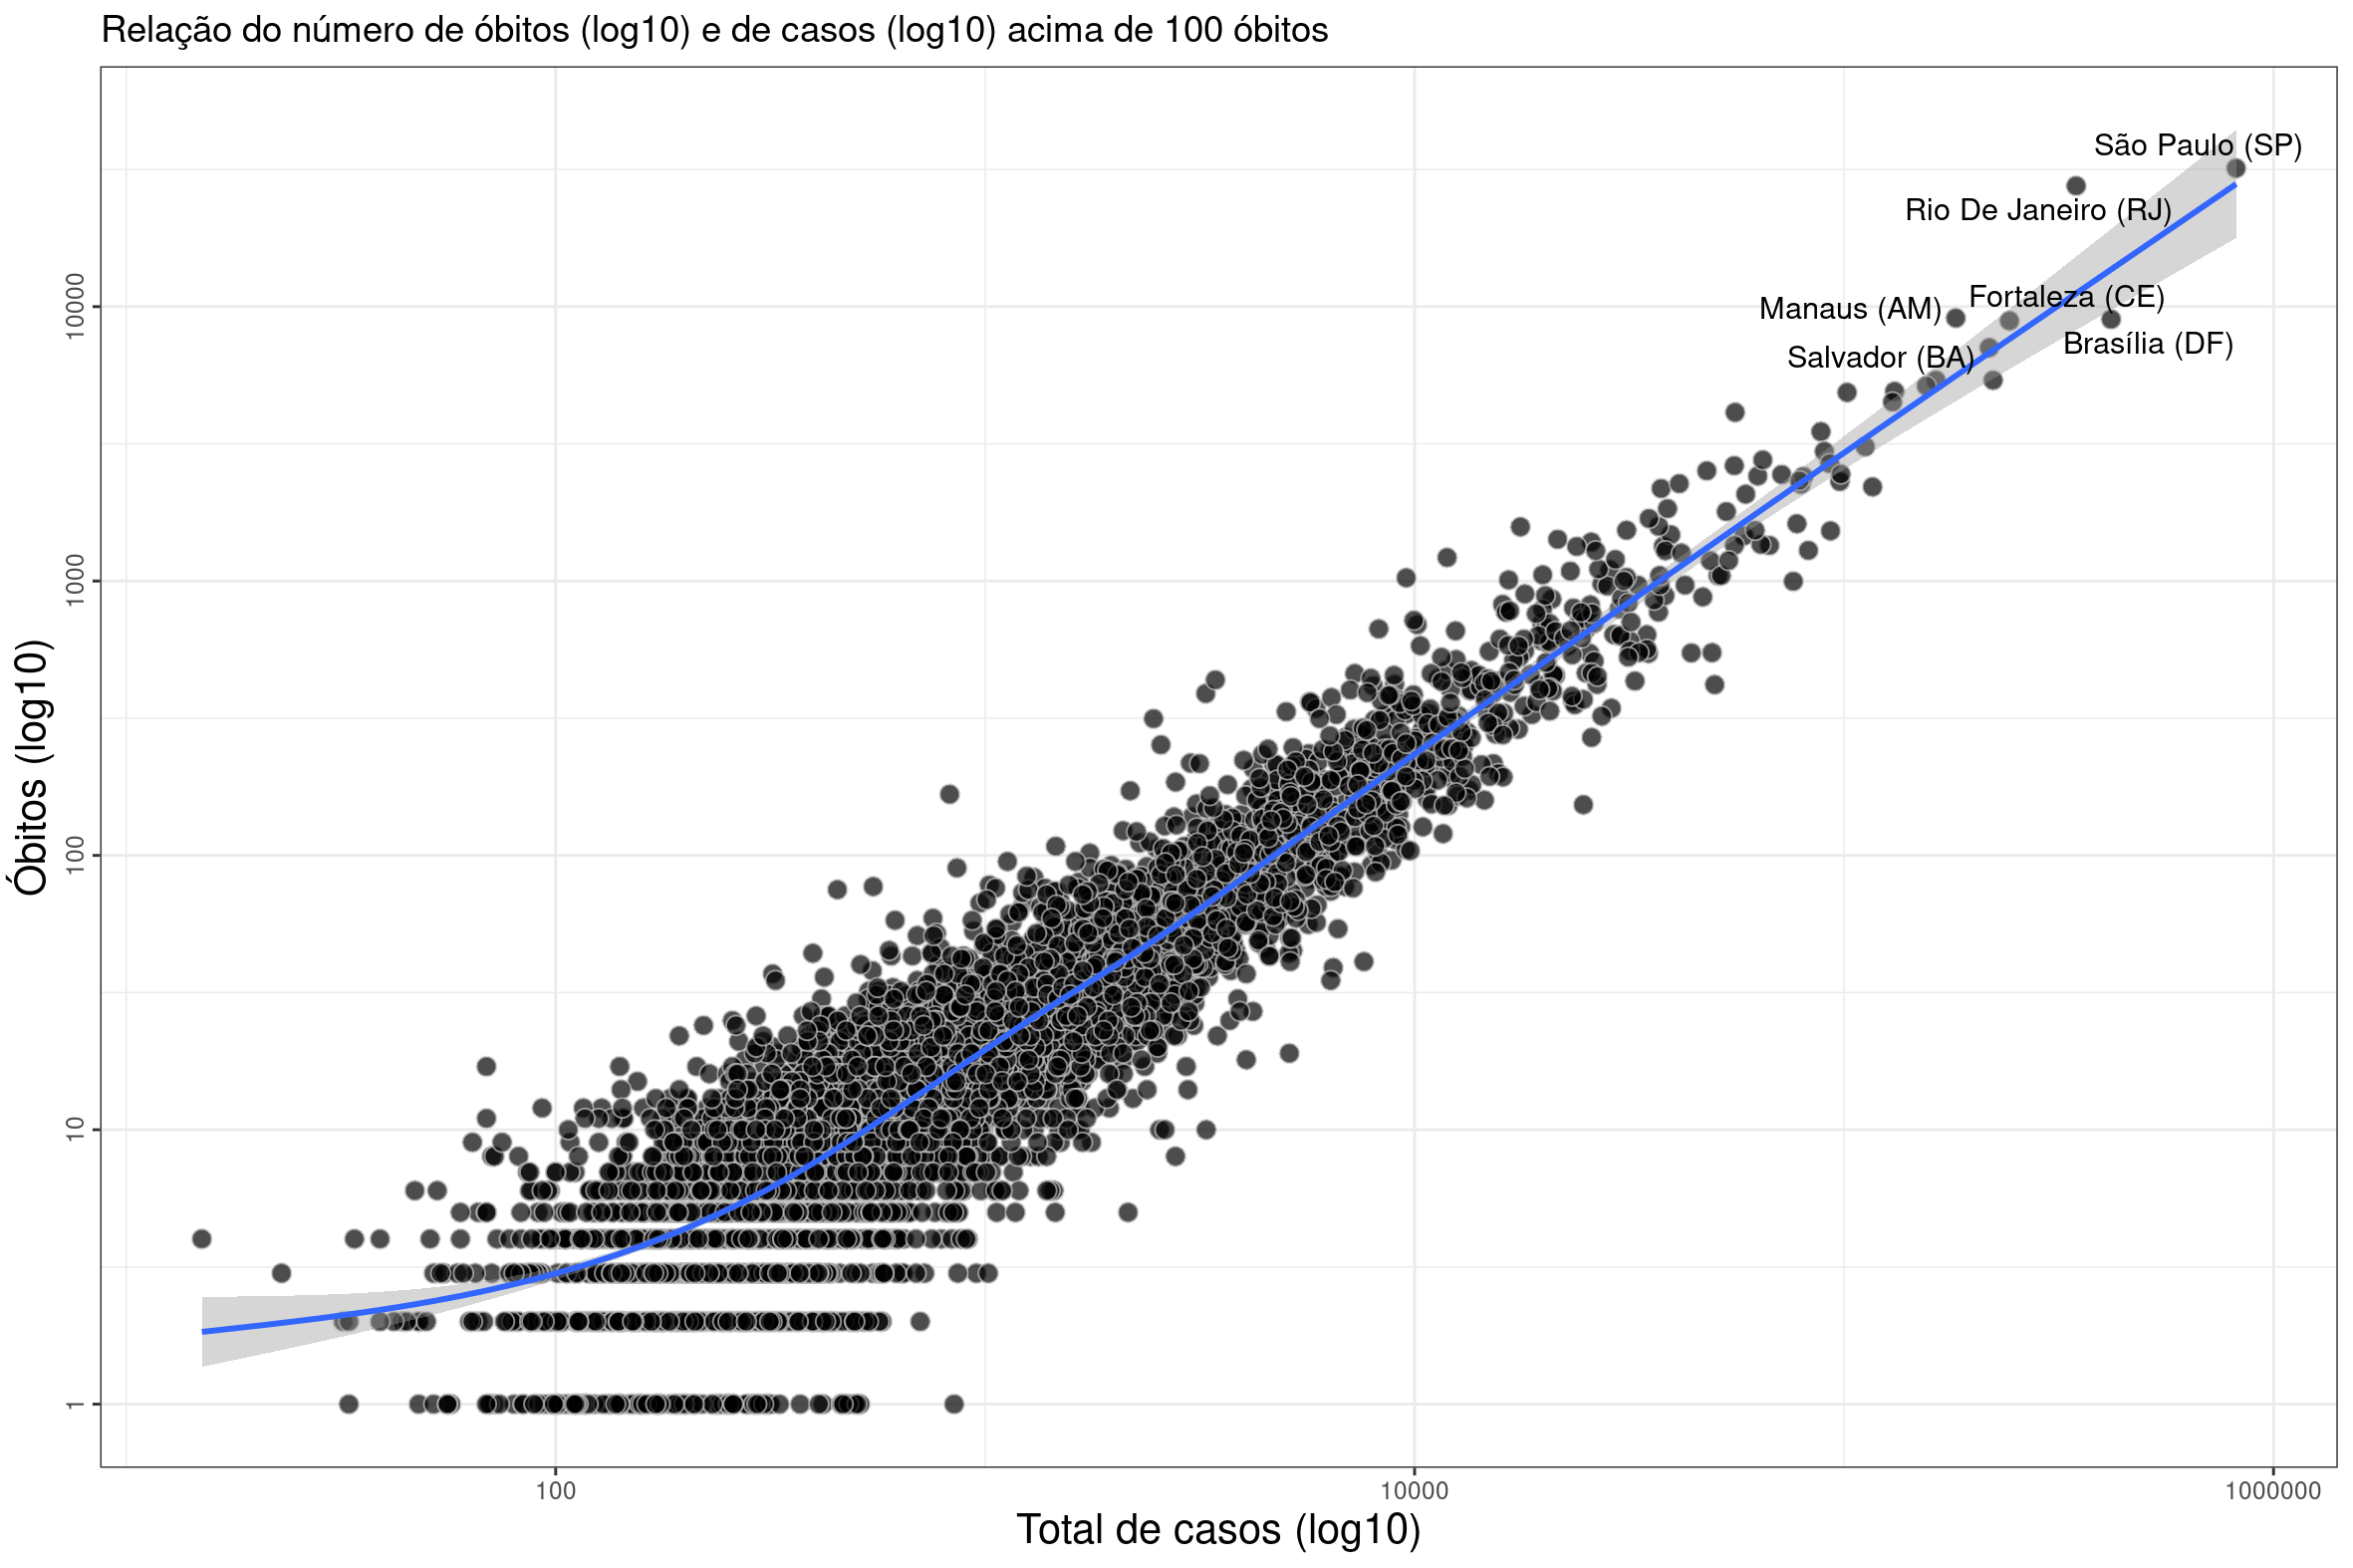 Relação do número de óbitos (log10) e de casos (log10) acima de 100 óbitos
São Paulo (SP)
Rio De Janeiro (RJ)
Manaus (AM)
Fortaleza (CE)
Salvador (BA)
Brasília (DF)
Óbitos (log10)
10000
1000
100
10
1
100
10000
1000000
Total de casos (log10)